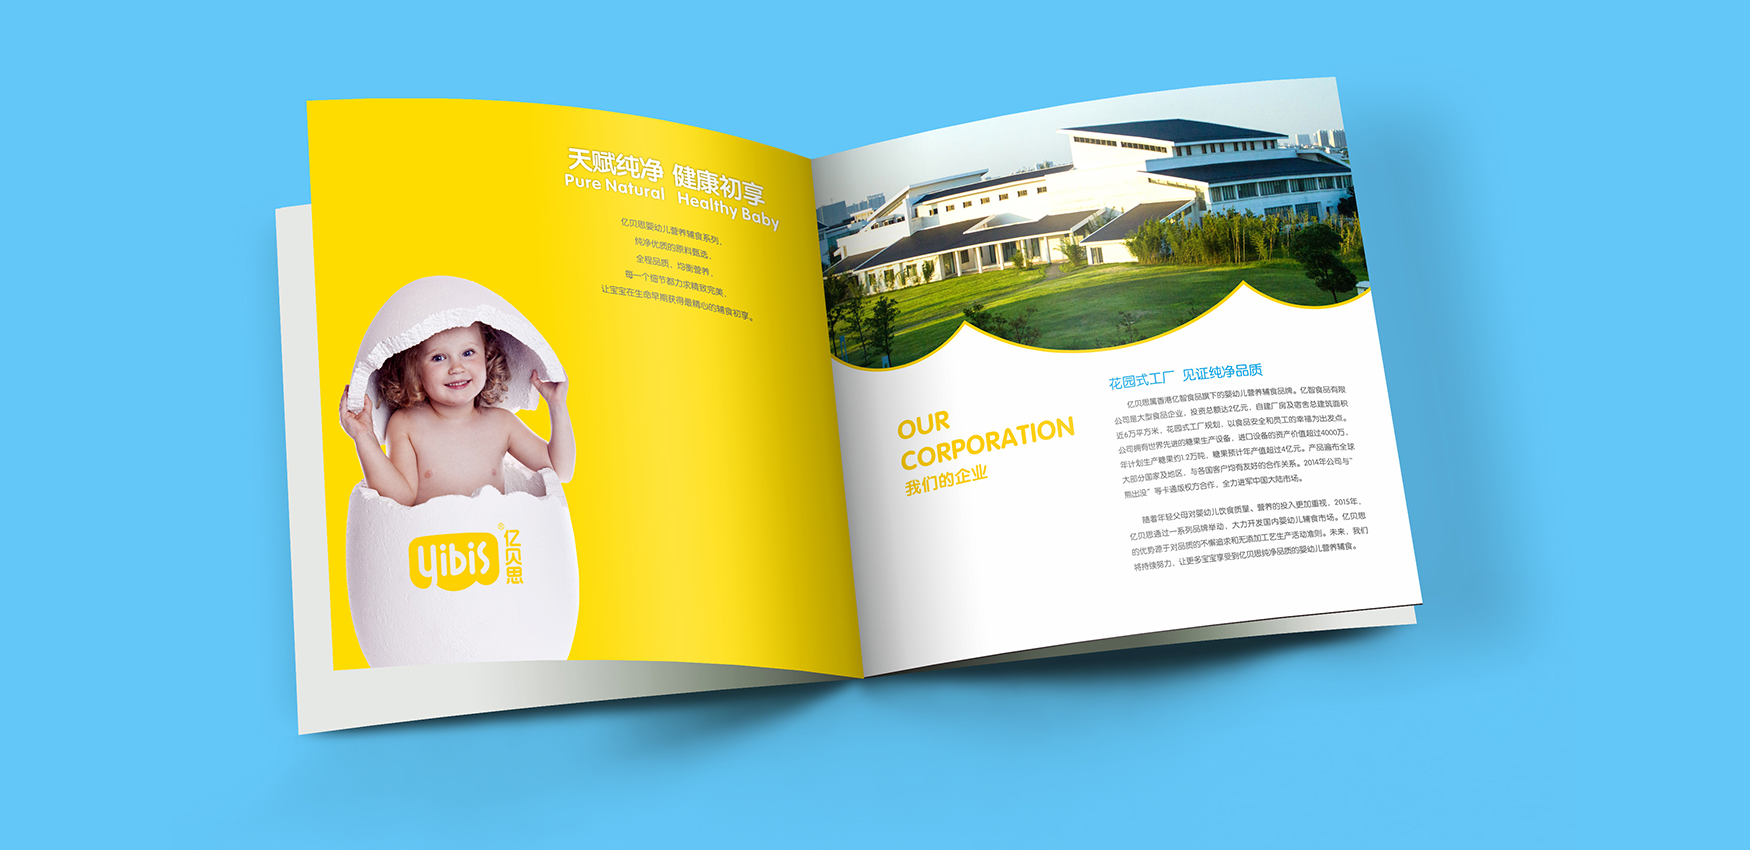 天赋纯净 健康初享
Pure Natural Healthy Baby
亿贝思婴幼儿营养辅食系列，
纯净优质的原料甄选，
全程品质、均衡营养，
每一个细节都力求精致完美，
让宝宝在生命早期获得最精心的辅食初享。
yibis
®
亿贝思
OUR
CORPORATION
我们的企业
花园式工厂 见证纯净品质
亿贝思属香港亿智食品旗下的婴幼儿营养辅食品牌。亿智食品有限
公司是大型食品企业，投资总额达2亿元，自建厂房及宿舍总建筑面积
近6万平方米，花园式工厂规划，以食品安全和员工的幸福为出发点。
公司拥有世界先进的糖果生产设备，进口设备的资产价值超过4000万，
年计划生产糖果约1.2万吨，糖果预计年产值超过4亿元。产品遍布全球
大部分国家及地区，与各国客户均有友好的合作关系。2014年公司与“
熊出没”等卡通版权方合作，全力进军中国大陆市场。
随着年轻父母对婴幼儿饮食质量、营养的投入更加重视，2015年，
亿贝思通过一系列品牌举动，大力开发国内婴幼儿辅食市场。亿贝思
的优势源于对品质的不懈追求和无添加工艺生产活动准则。未来，我们
将持续努力，让更多宝宝享受到亿贝思纯净品质的婴幼儿营养辅食。